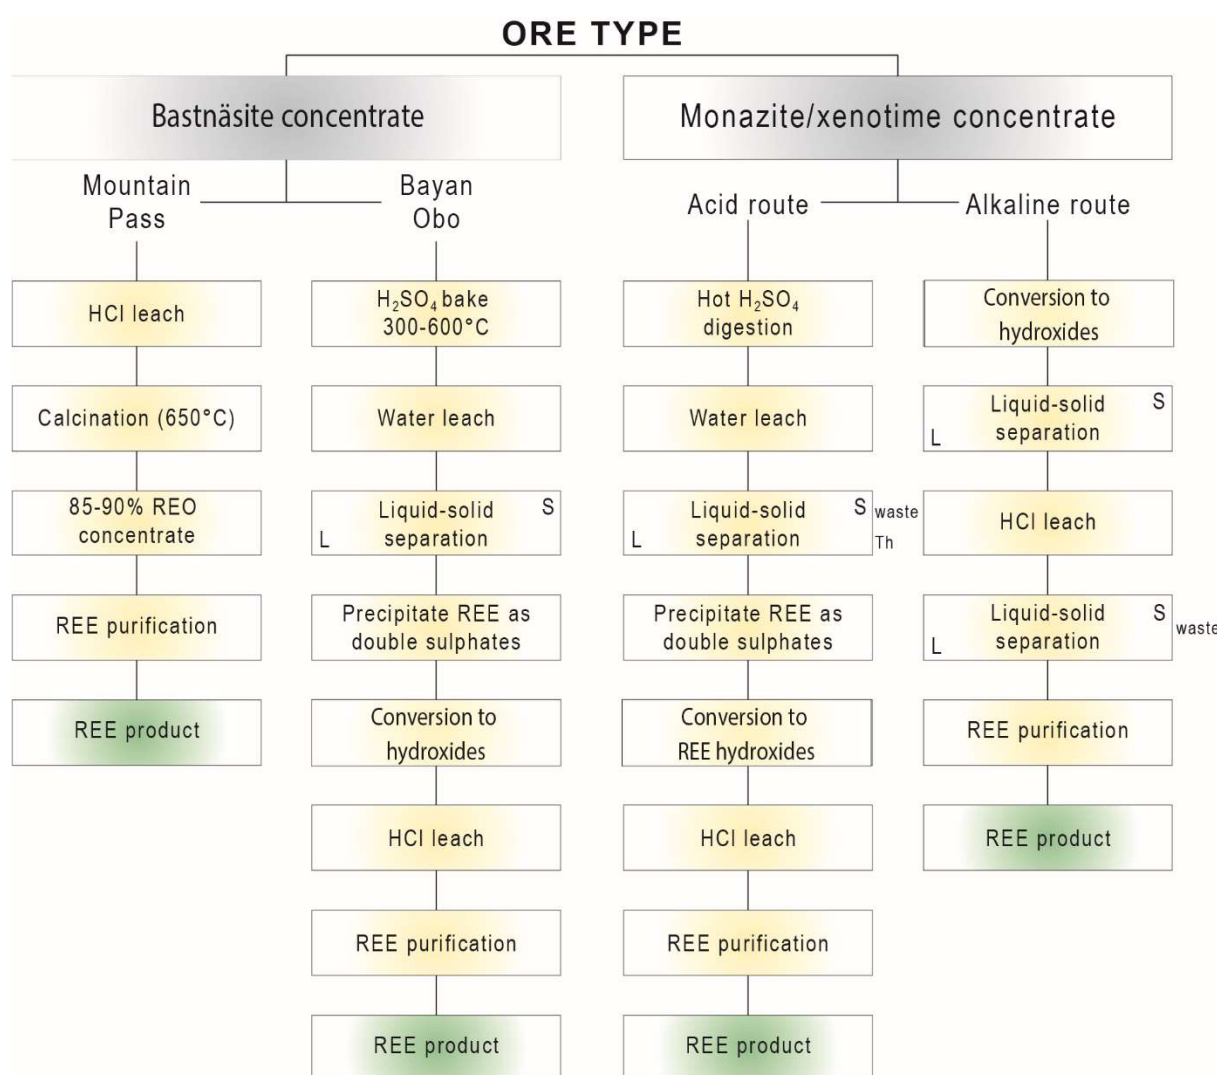 ORE TYPE
Bastnäsite concentrate
Mountain
Pass
HCl leach
Calcination (650°C)
85-90% REO
concentrate
REE purification
REE product
Bayan
Obo
H₂SO₄ bake
300-600°C
Water leach
Liquid-solid
separation
L
S
Precipitate REE as
double sulphates
Conversion to
hydroxides
HCl leach
REE purification
REE product
Monazite/xenotime concentrate
Acid route
Hot H₂SO₄
digestion
Water leach
Liquid-solid
separation
L
S waste
Th
Precipitate REE as
double sulphates
Conversion to
REE hydroxides
HCl leach
REE purification
REE product
Alkaline route
Conversion to
hydroxides
Liquid-solid
separation
L
S
HCl leach
Liquid-solid
separation
L
S waste
REE purification
REE product